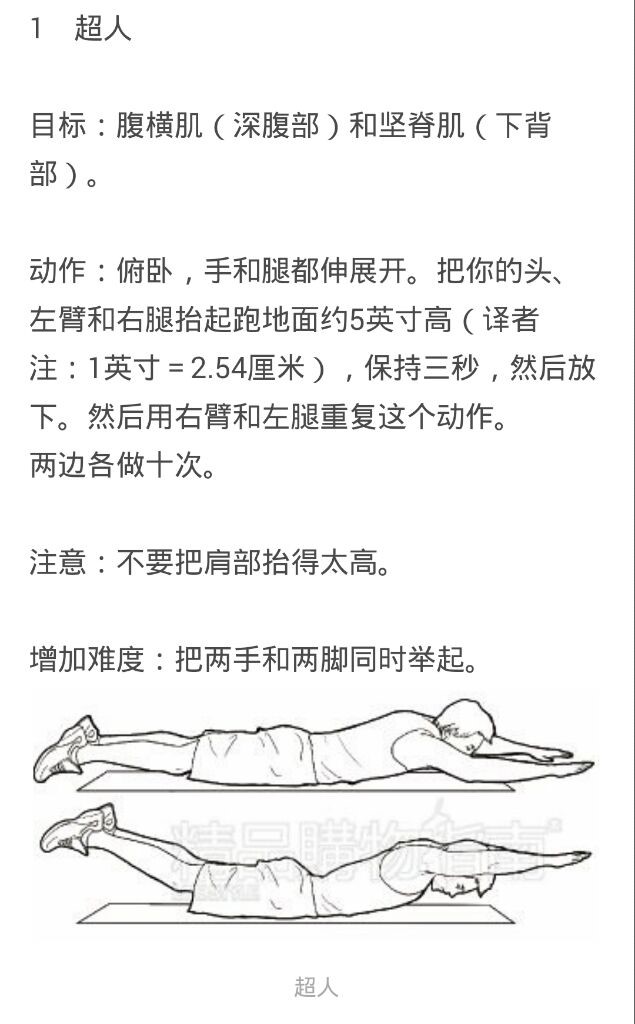 1 超人
目标：腹横肌（深腹部）和坚脊肌（下背
部）。
动作：俯卧，手和腿都伸展开。把你的头、
左臂和右腿抬起跑地面约5英寸高（译者
注：1英寸＝2.54厘米），保持三秒，然后放
下。然后用右臂和左腿重复这个动作。
两边各做十次。
注意：不要把肩部抬得太高。
增加难度：把两手和两脚同时举起。
精品購物指南
超人